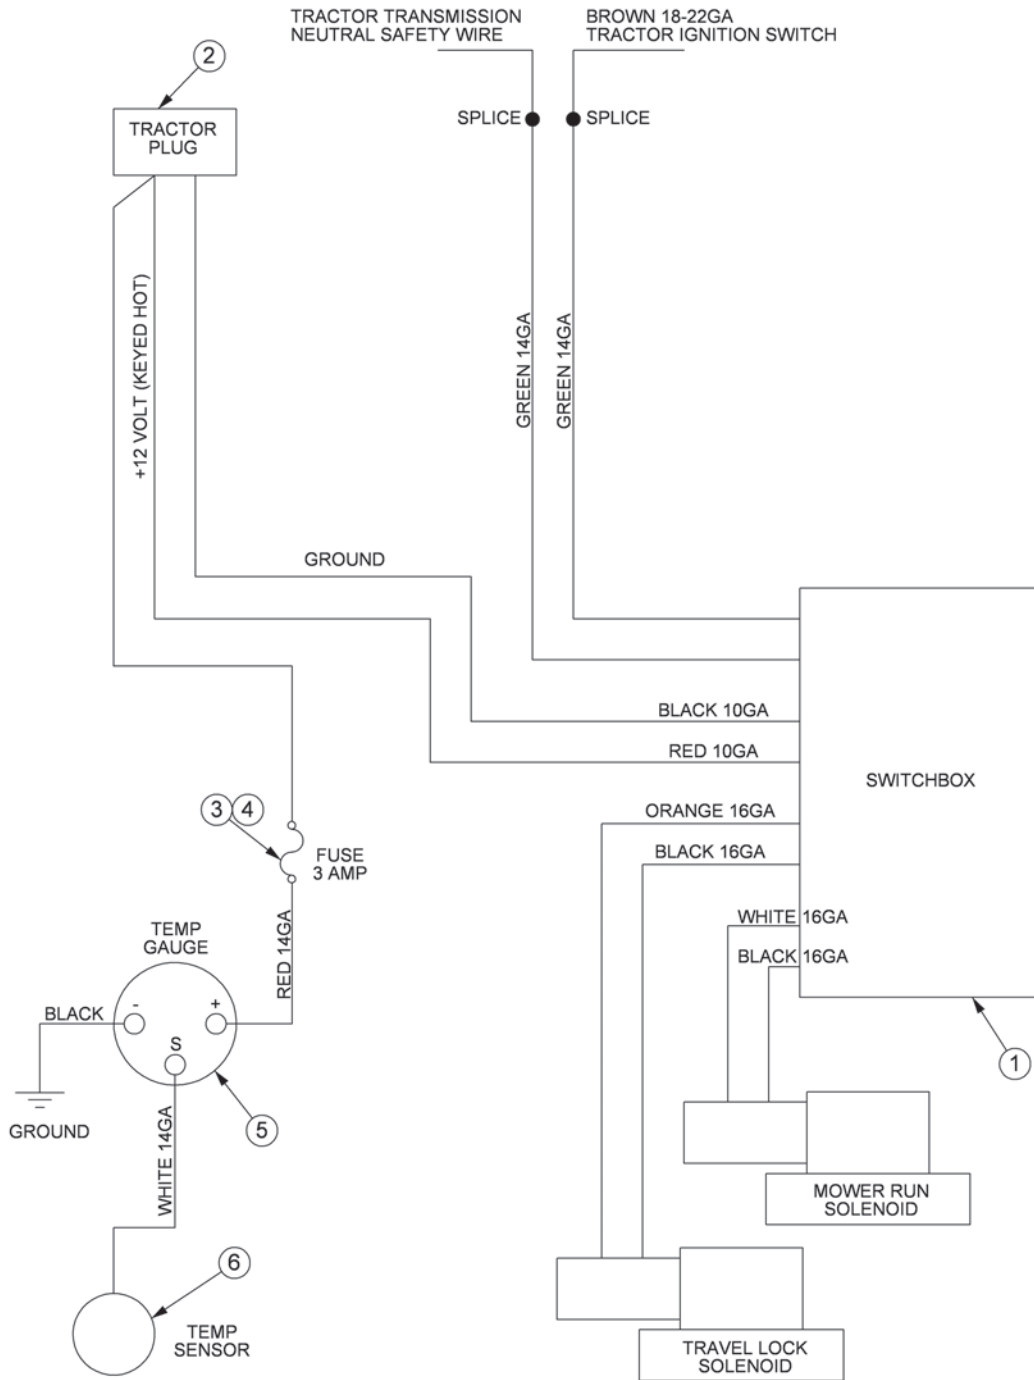 TRACTOR TRANSMISSION
NEUTRAL SAFETY WIRE
BROWN 18-22GA
TRACTOR IGNITION SWITCH
2
TRACTOR
PLUG
SPLICE
SPLICE
+12 VOLT (KEYED HOT)
GREEN 14GA
GREEN 14GA
GROUND
BLACK 10GA
RED 10GA
SWITCHBOX
ORANGE 16GA
BLACK 16GA
3
4
FUSE
3 AMP
WHITE 16GA
BLACK 16GA
TEMP
GAUGE
RED 14GA
BLACK
-
+
S
1
GROUND
5
WHITE 14GA
MOWER RUN
SOLENOID
6
TEMP
SENSOR
TRAVEL LOCK
SOLENOID